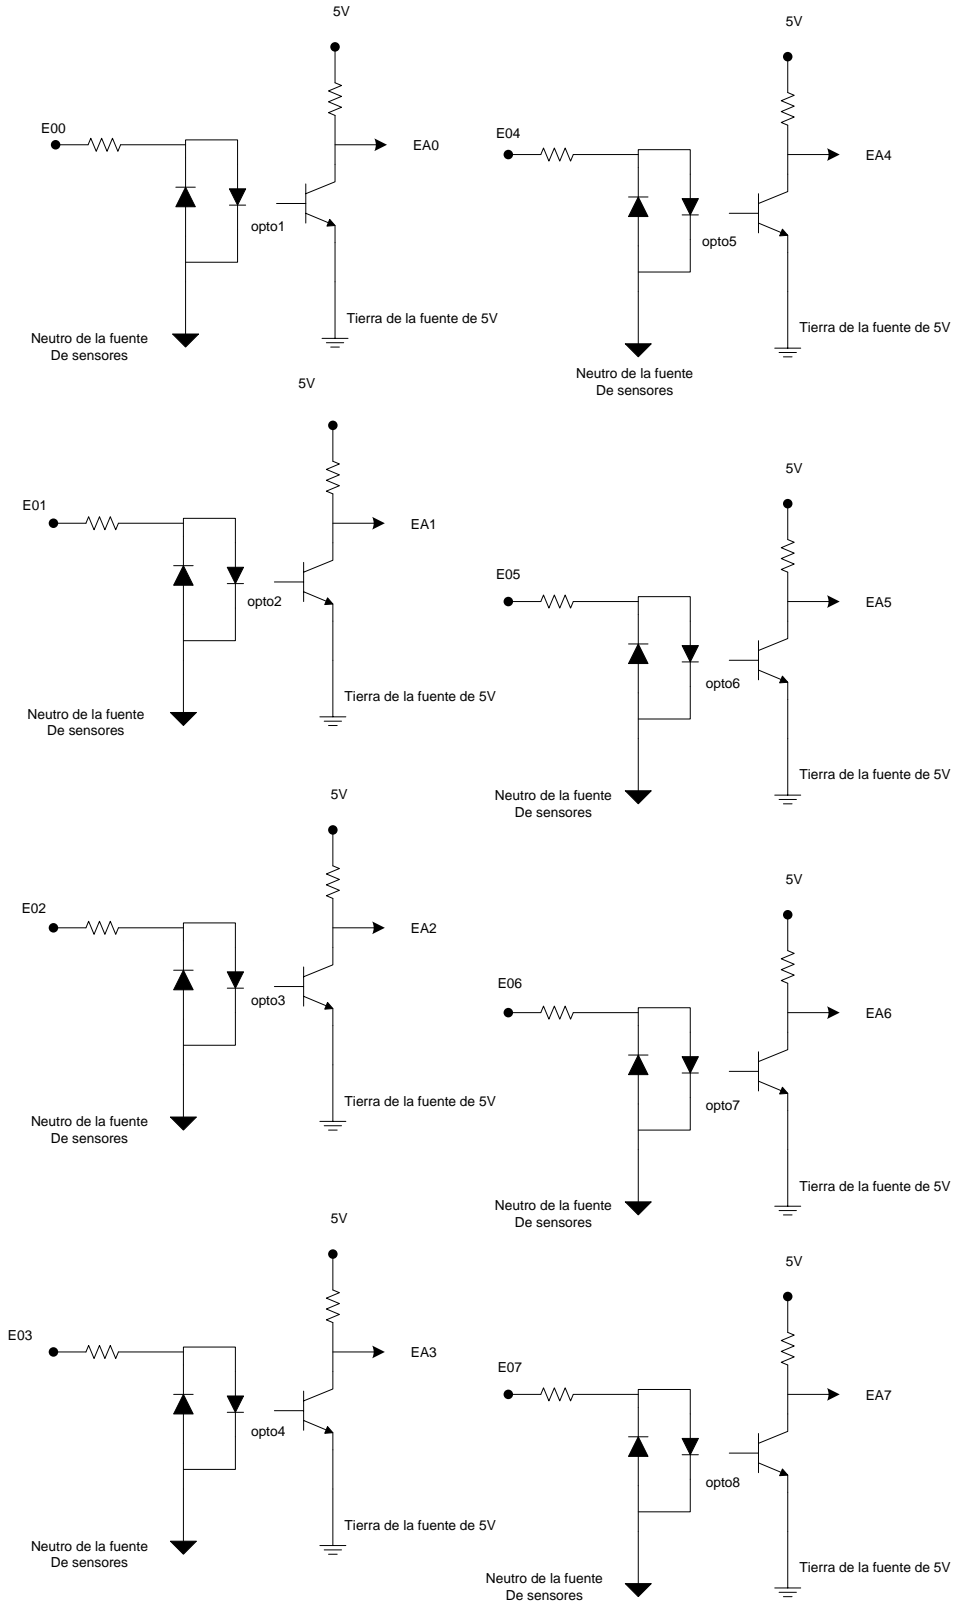 5V
E00
EA0
opto1
Tierra de la fuente de 5V
Neutro de la fuente
De sensores
5V
E01
EA1
opto2
Tierra de la fuente de 5V
Neutro de la fuente
De sensores
5V
E02
EA2
opto3
Tierra de la fuente de 5V
Neutro de la fuente
De sensores
5V
E03
EA3
opto4
Tierra de la fuente de 5V
Neutro de la fuente
De sensores
5V
E04
EA4
opto5
Tierra de la fuente de 5V
Neutro de la fuente
De sensores
5V
E05
EA5
opto6
Tierra de la fuente de 5V
Neutro de la fuente
De sensores
5V
E06
EA6
opto7
Tierra de la fuente de 5V
Neutro de la fuente
De sensores
5V
E07
EA7
opto8
Tierra de la fuente de 5V
Neutro de la fuente
De sensores